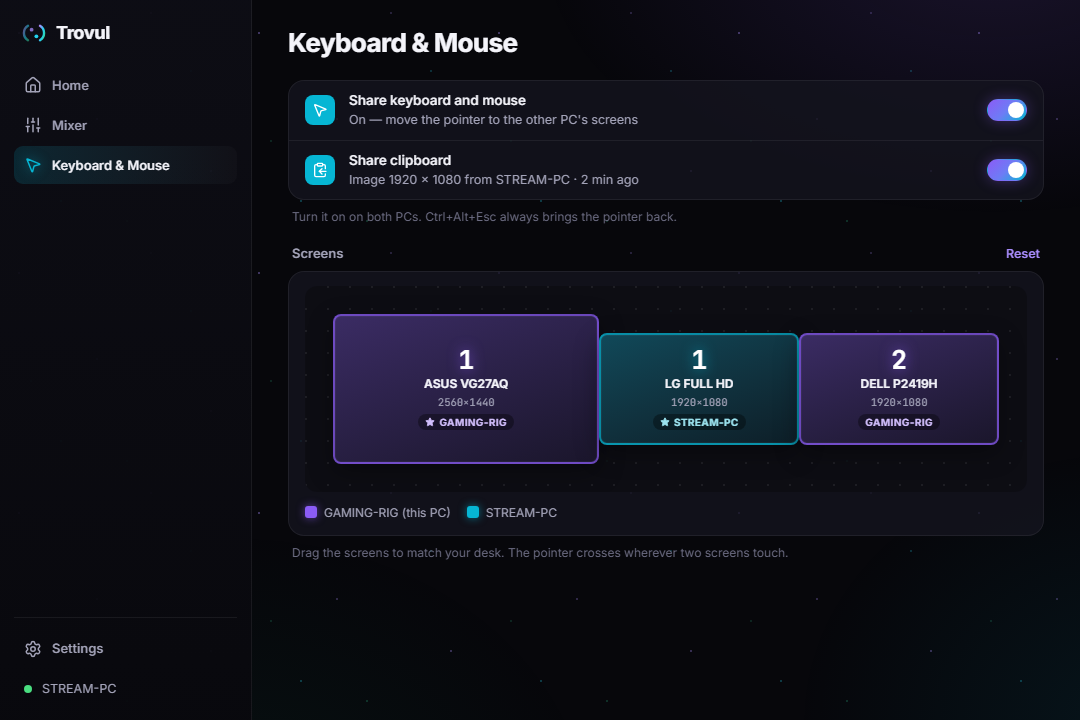 Trovul
Home
Mixer
Keyboard & Mouse
Settings
STREAM-PC
Keyboard & Mouse
Share keyboard and mouse
On — move the pointer to the other PC's screens
Share clipboard
Image 1920 × 1080 from STREAM-PC · 2 min ago
Turn it on on both PCs. Ctrl+Alt+Esc always brings the pointer back.
Screens
Reset
1
ASUS VG27AQ
2560×1440
★ GAMING-RIG
1
LG FULL HD
1920×1080
★ STREAM-PC
2
DELL P2419H
1920×1080
GAMING-RIG
GAMING-RIG (this PC)
STREAM-PC
Drag the screens to match your desk. The pointer crosses wherever two screens touch.